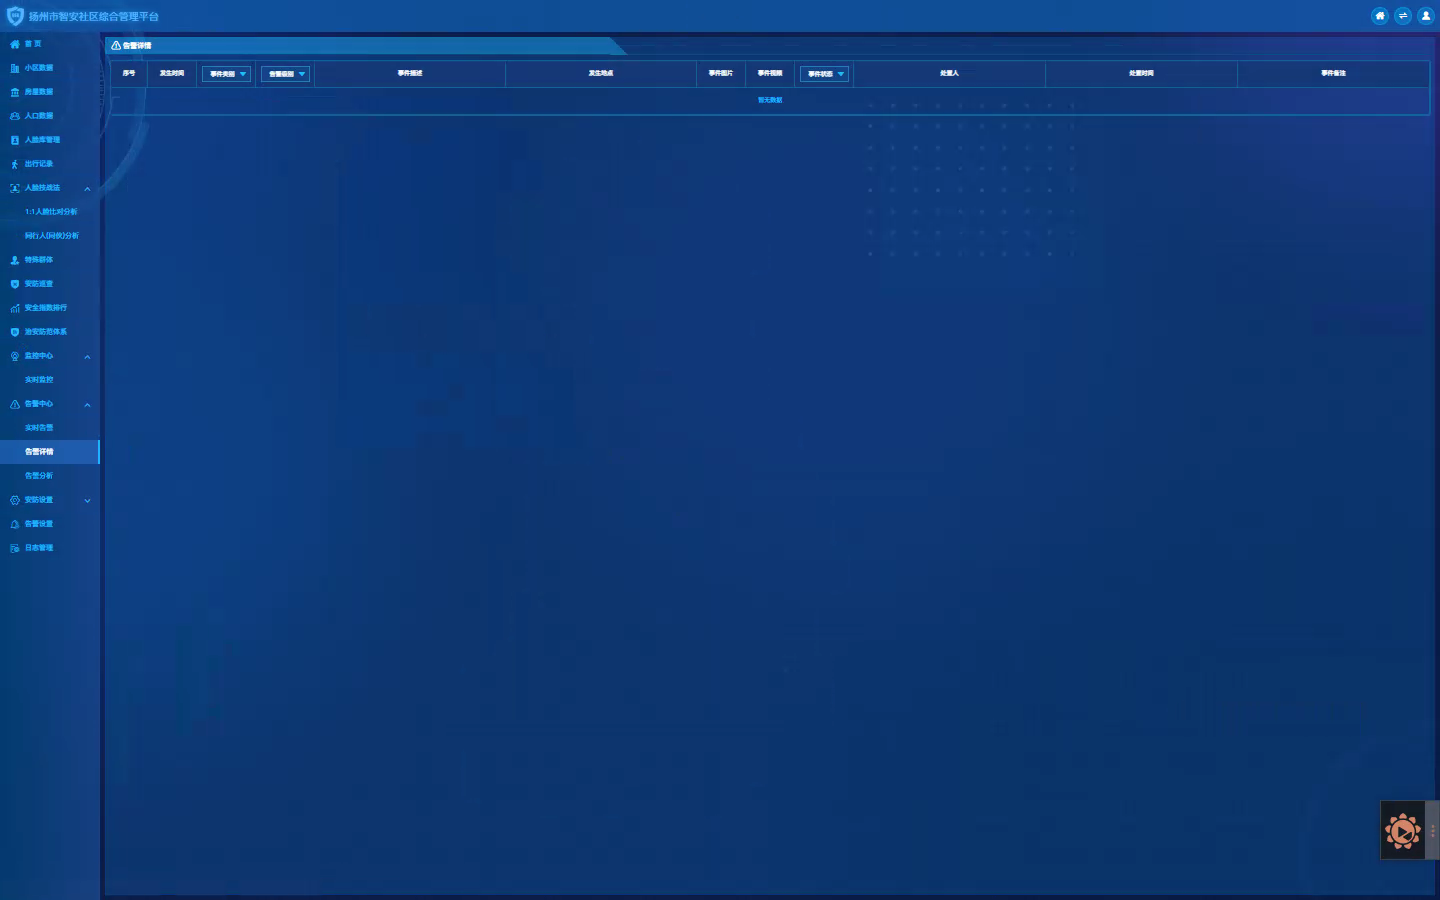 扬州市智安社区综合管理平台
首 页
小区数据
房屋数据
人口数据
人脸库管理
出行记录
人脸技战法
1:1人脸比对分析
同行人(同伙)分析
特殊群体
安防巡查
安全指数排行
治安防范体系
监控中心
实时监控
告警中心
实时告警
告警详情
告警分析
安防设置
告警设置
日志管理
告警详情
序号 发生时间 事件类别 告警级别 事件描述 发生地点 事件图片 事件视频 事件状态 处置人 处置时间 事件备注
暂无数据